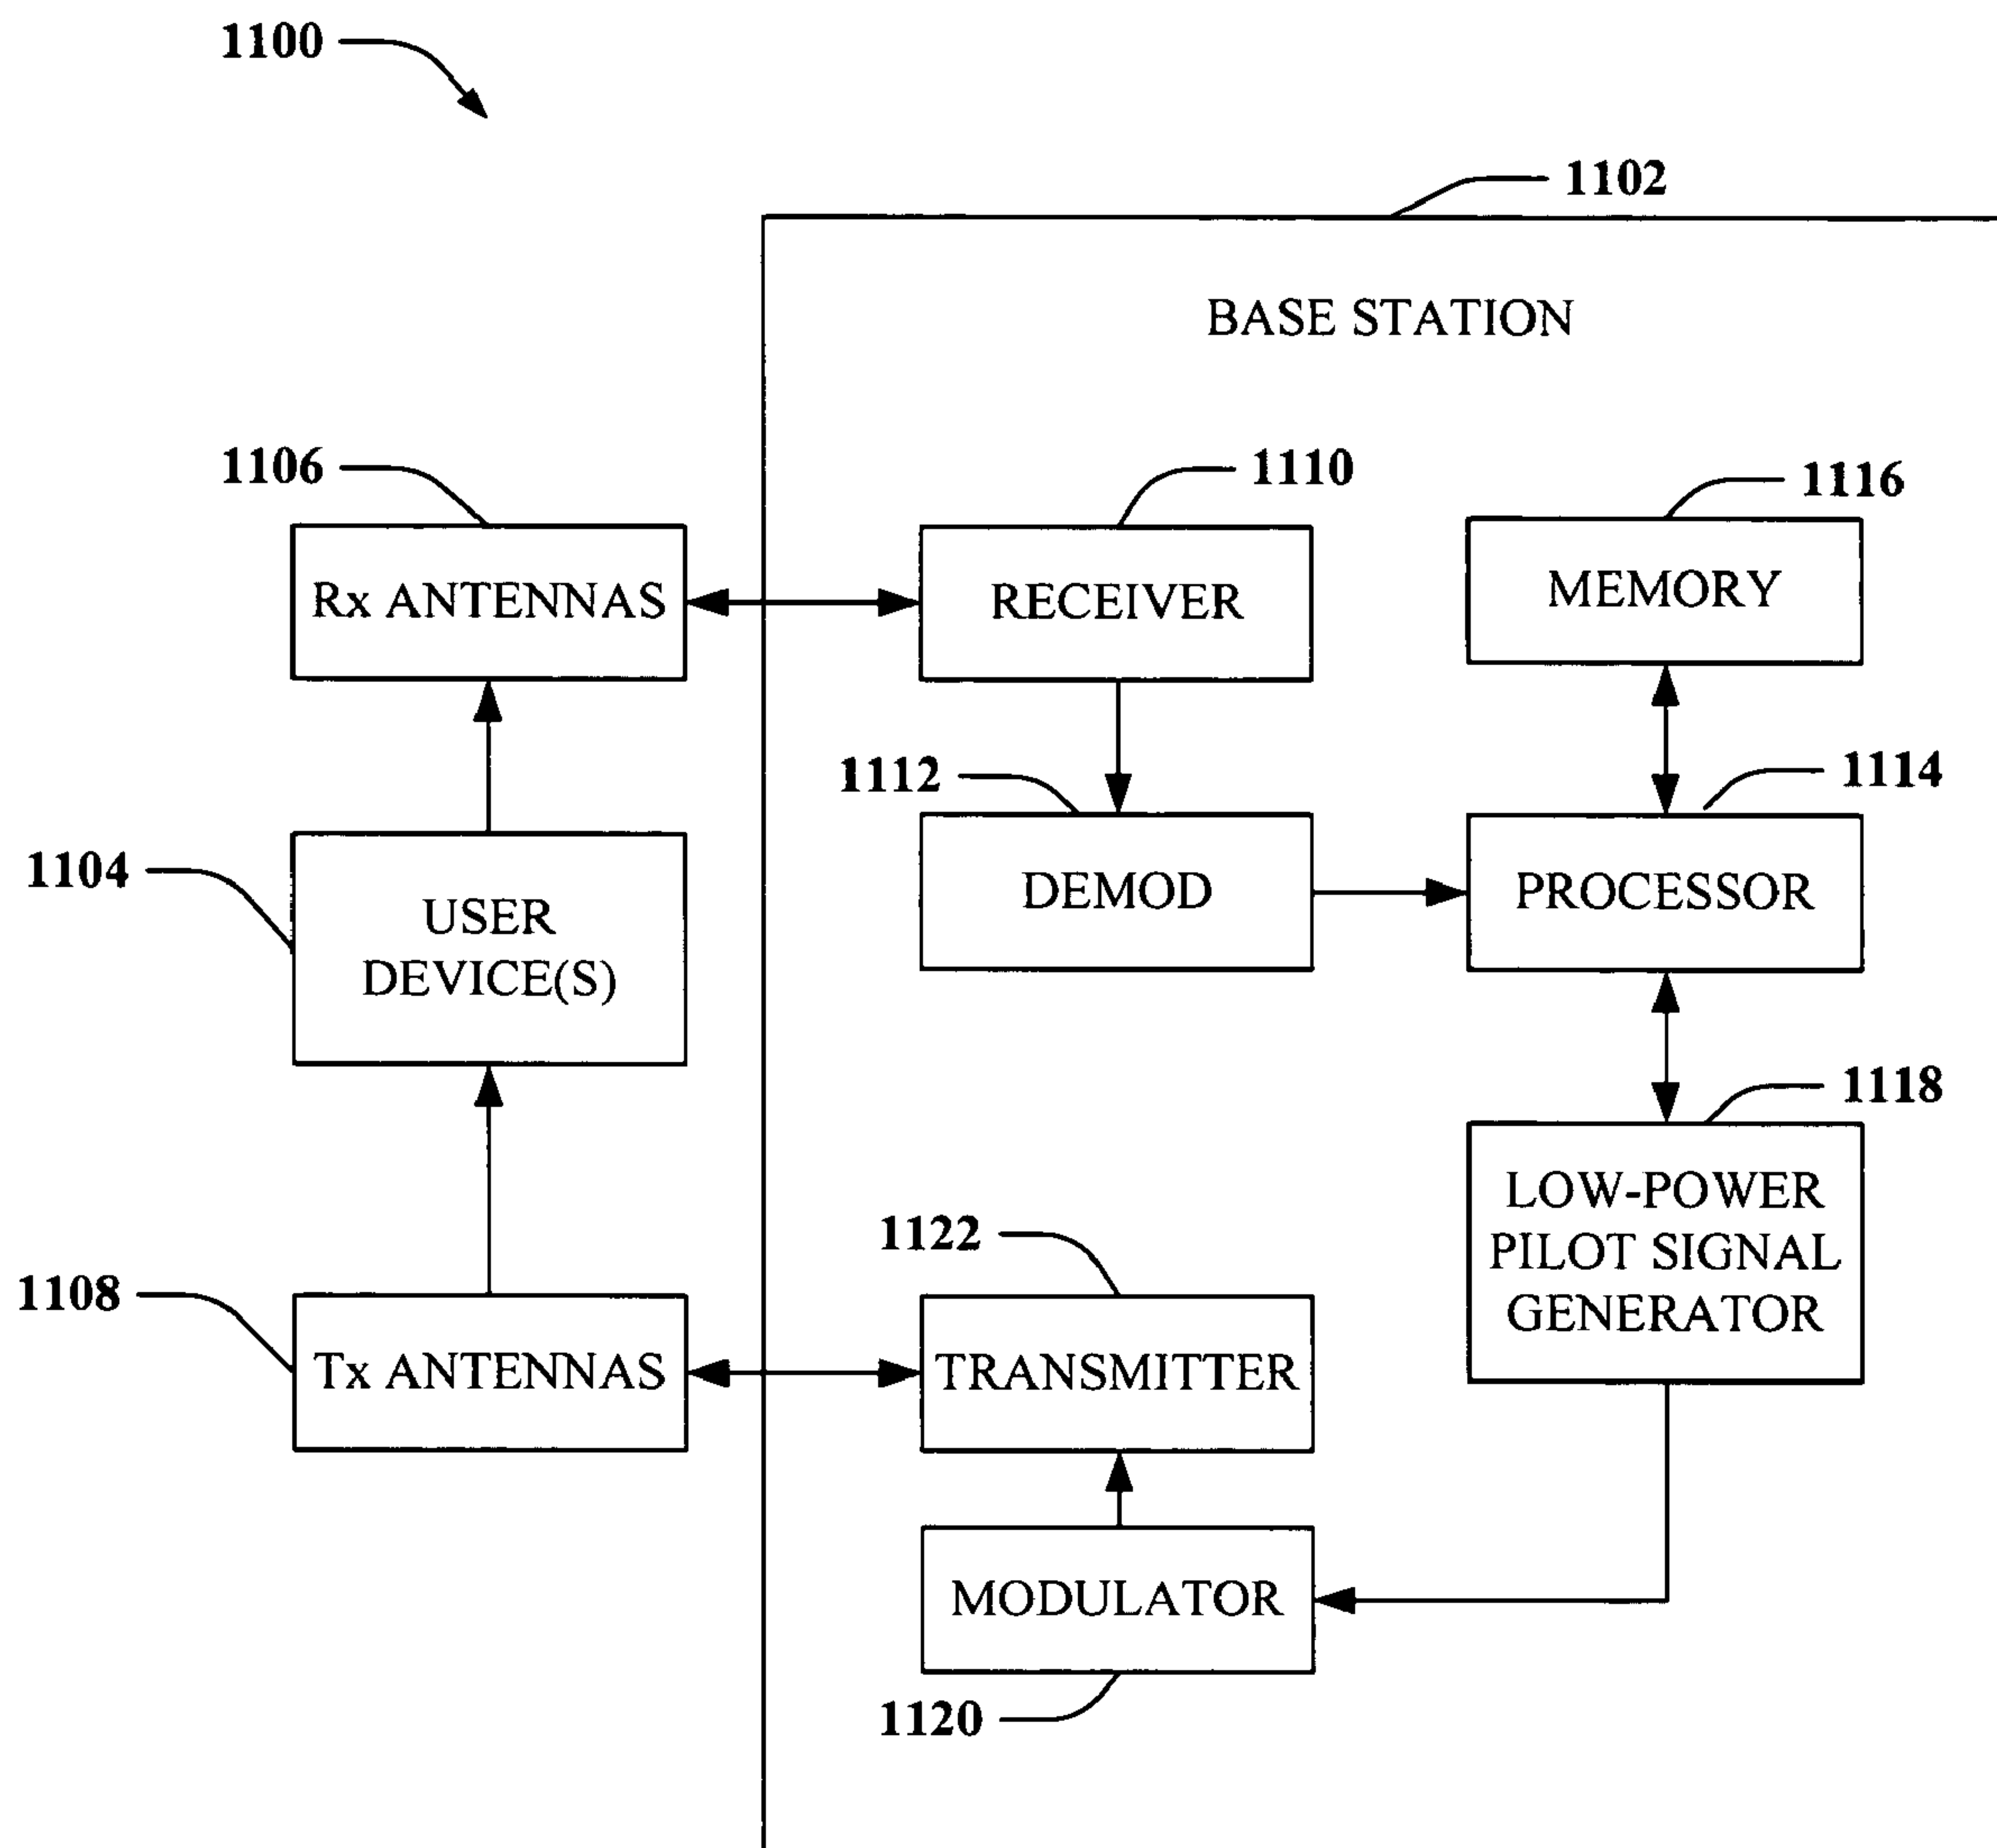 1100
1102
BASE STATION
1106
1110
1116
Rx ANTENNAS
RECEIVER
MEMORY
1112
1114
1104
USER
DEVICE(S)
DEMOD
PROCESSOR
1118
1108
1122
LOW-POWER
PILOT SIGNAL
GENERATOR
Tx ANTENNAS
TRANSMITTER
MODULATOR
1120